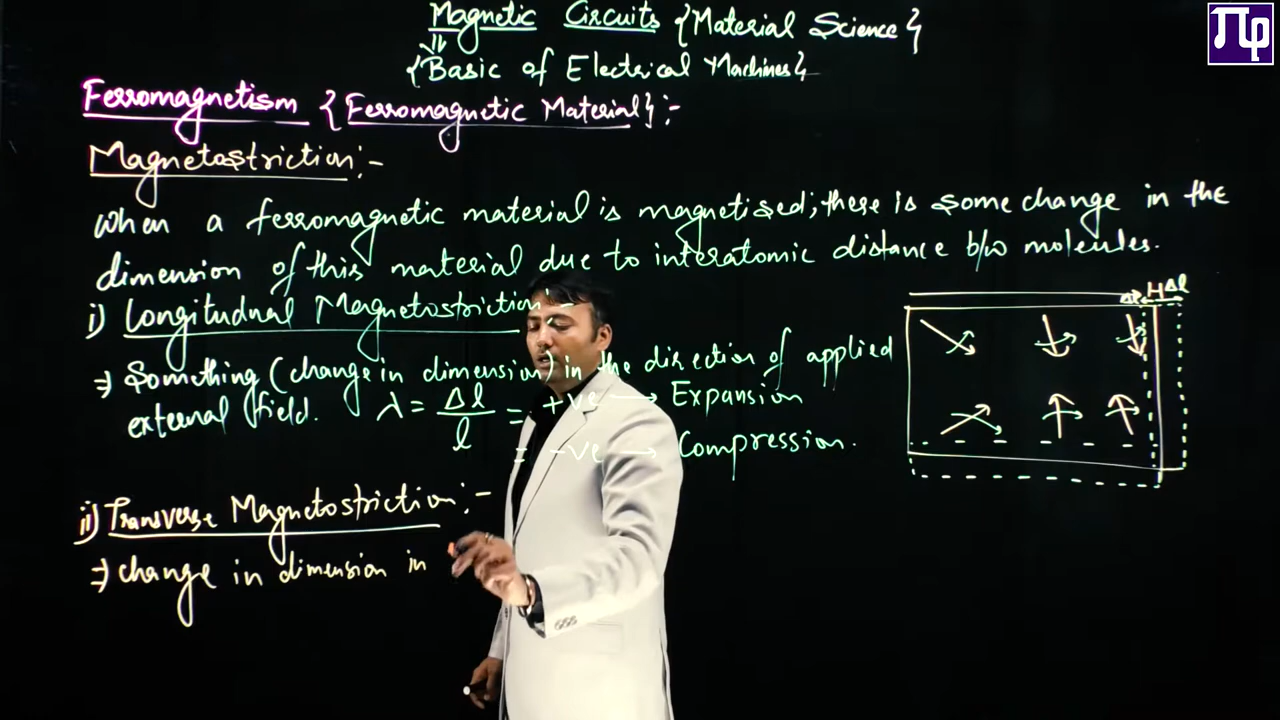 Magnetic Circuits {Material Science}
{Basic of Electrical Machines}
Ferromagnetism {Ferromagnetic Material} :-
Magnetostriction :-
When a ferromagnetic material is magnetised; there is some change in the
dimension of this material due to interatomic distance b/w molecules.
i) Longitudnal Magnetostriction :-
⇒ Something (change in dimension) in the direction of applied
external field. λ = Δl/l = +ve → Expansion
= -ve → Compression.
ii) Transverse Magnetostriction :-
⇒ change in dimension in
Δl Δl
Πφ